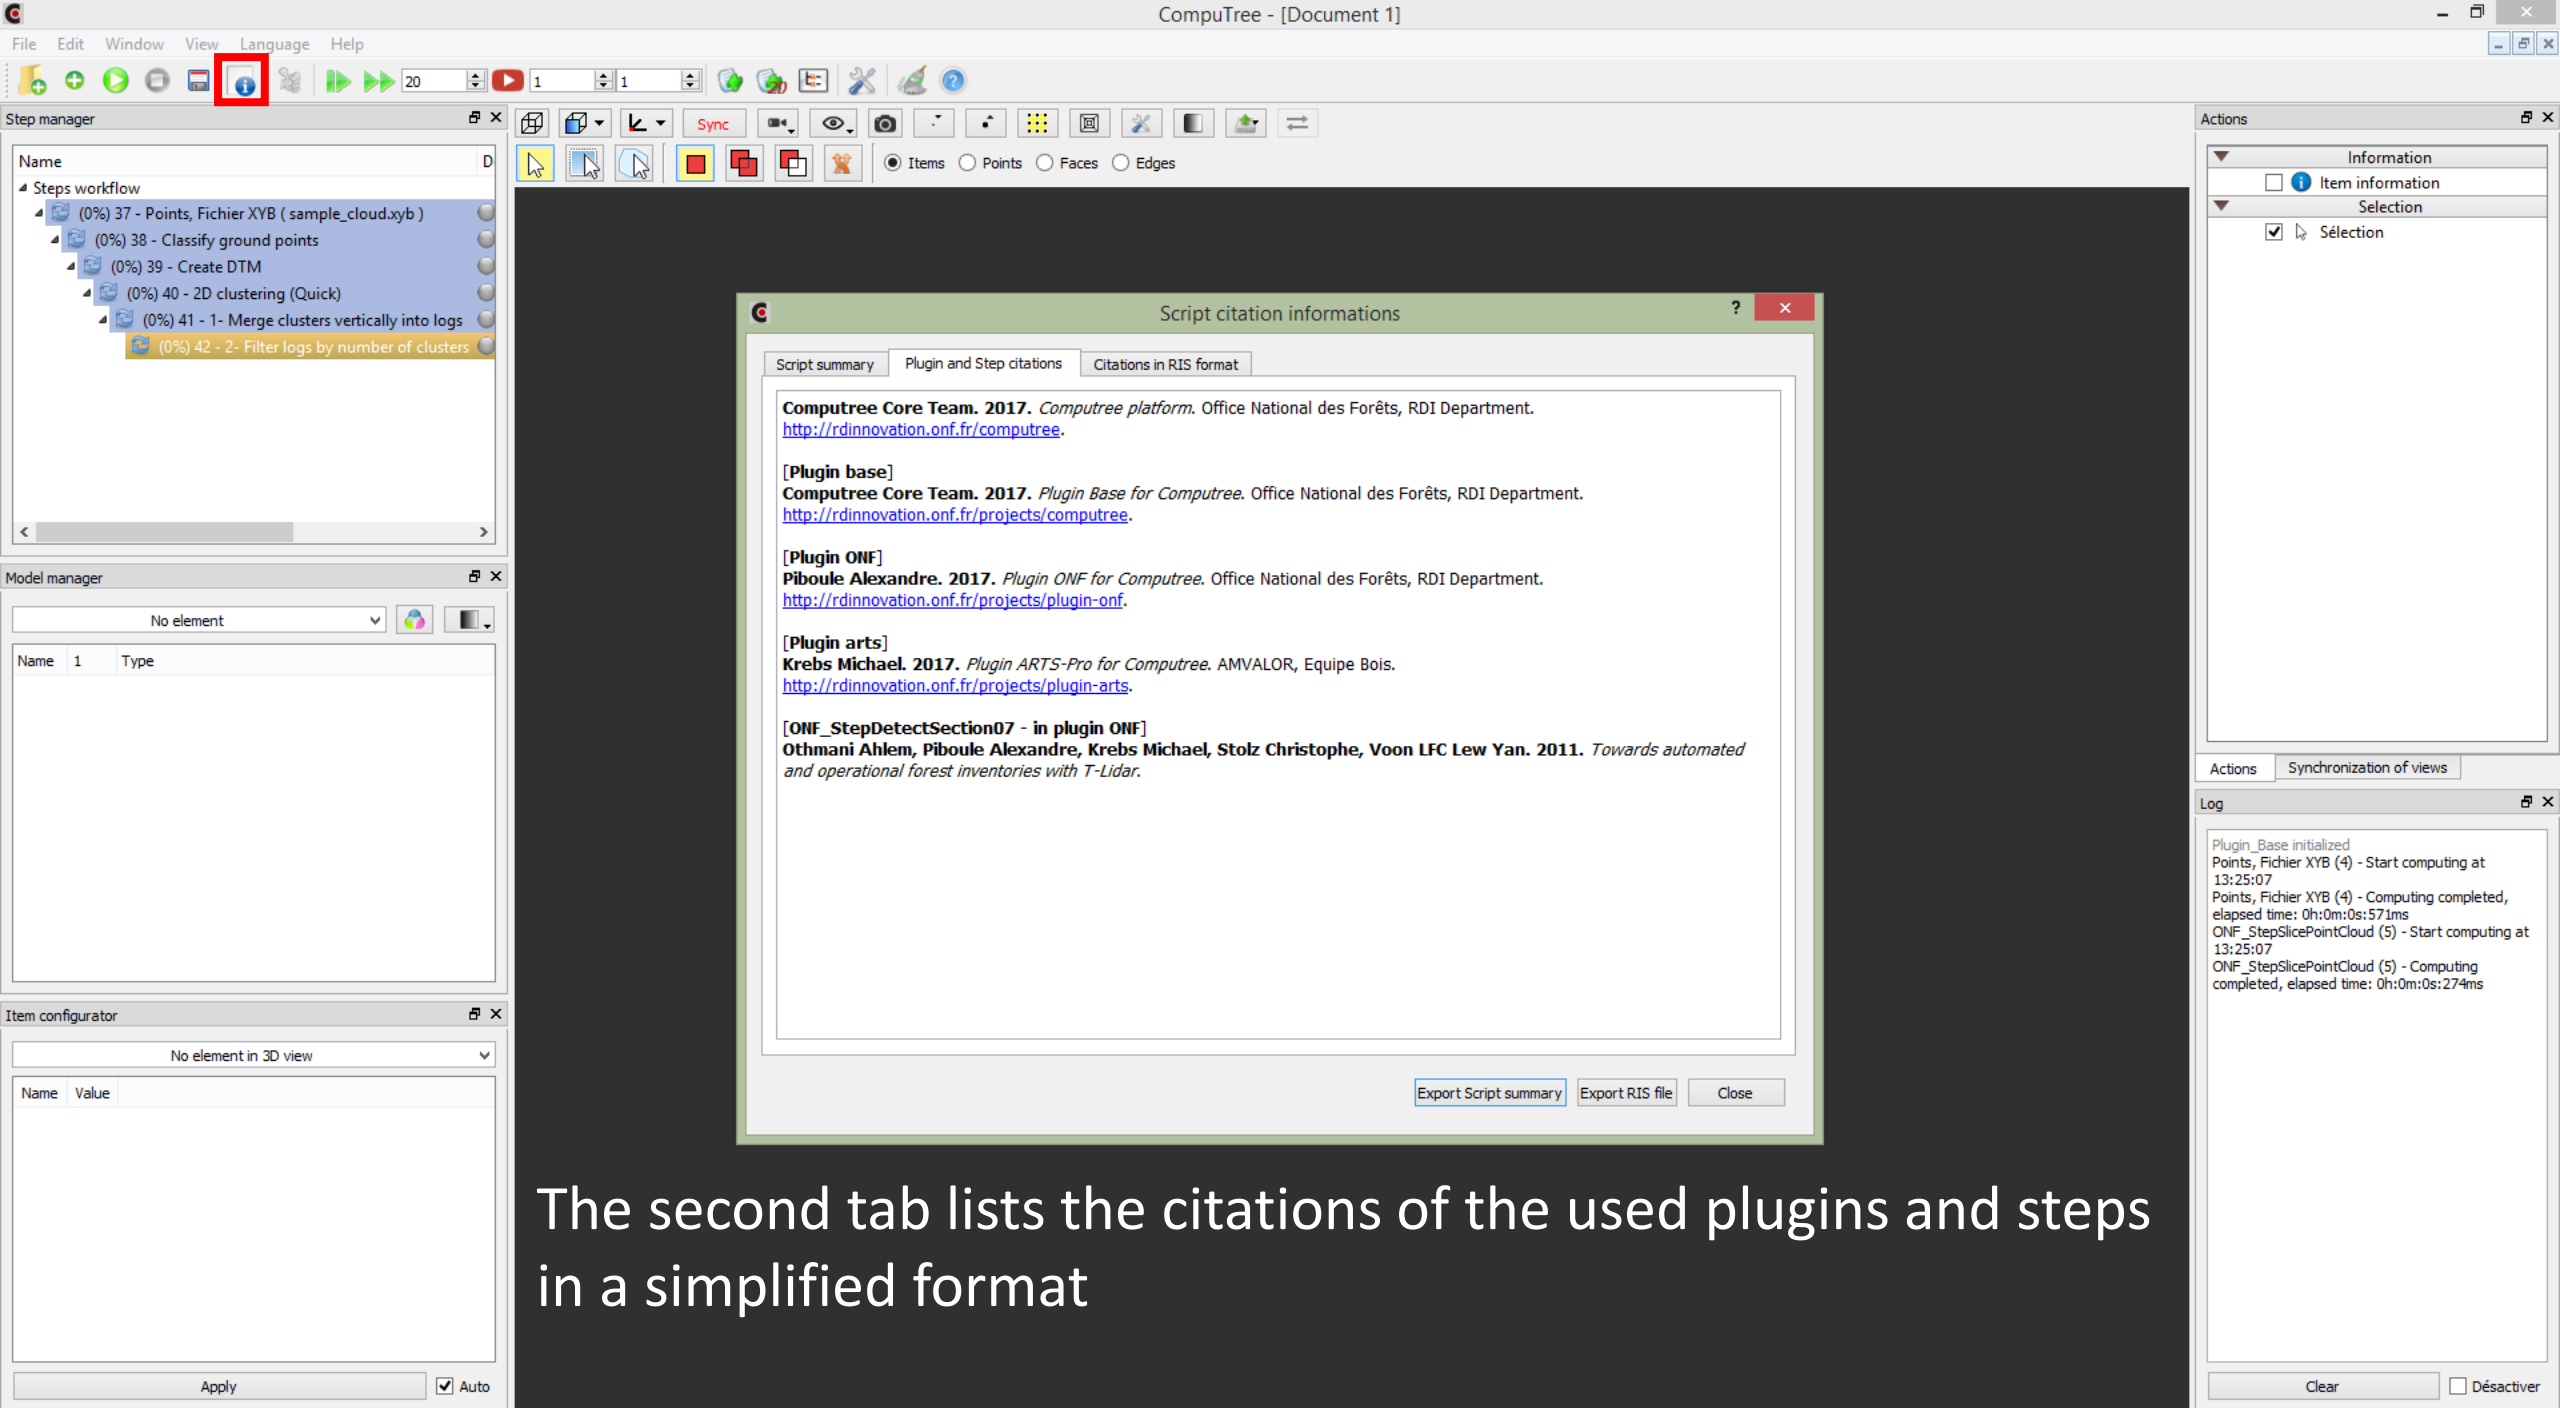 CompuTree - [Document 1]
File Edit Window View Language Help
20 1 1 2D
Step manager
Name D
Steps workflow
(0%) 37 - Points, Fichier XYB ( sample_cloud.xyb )
(0%) 38 - Classify ground points
(0%) 39 - Create DTM
(0%) 40 - 2D clustering (Quick)
(0%) 41 - 1- Merge clusters vertically into logs
(0%) 42 - 2- Filter logs by number of clusters
Model manager
No element
Name 1 Type
Item configurator
No element in 3D view
Name Value
Apply Auto
Sync
Items Points Faces Edges
Script citation informations
Script summary Plugin and Step citations Citations in RIS format
Computree Core Team. 2017. Computree platform. Office National des Forêts, RDI Department.
http://rdinnovation.onf.fr/computree.
[Plugin base]
Computree Core Team. 2017. Plugin Base for Computree. Office National des Forêts, RDI Department.
http://rdinnovation.onf.fr/projects/computree.
[Plugin ONF]
Piboule Alexandre. 2017. Plugin ONF for Computree. Office National des Forêts, RDI Department.
http://rdinnovation.onf.fr/projects/plugin-onf.
[Plugin arts]
Krebs Michael. 2017. Plugin ARTS-Pro for Computree. AMVALOR, Equipe Bois.
http://rdinnovation.onf.fr/projects/plugin-arts.
[ONF_StepDetectSection07 - in plugin ONF]
Othmani Ahlem, Piboule Alexandre, Krebs Michael, Stolz Christophe, Voon LFC Lew Yan. 2011. Towards automated
and operational forest inventories with T-Lidar.
Export Script summary Export RIS file Close
The second tab lists the citations of the used plugins and steps
in a simplified format
Actions
Information
Item information
Selection
Sélection
Actions Synchronization of views
Log
Plugin_Base initialized
Points, Fichier XYB (4) - Start computing at
13:25:07
Points, Fichier XYB (4) - Computing completed,
elapsed time: 0h:0m:0s:571ms
ONF_StepSlicePointCloud (5) - Start computing at
13:25:07
ONF_StepSlicePointCloud (5) - Computing
completed, elapsed time: 0h:0m:0s:274ms
Clear Désactiver